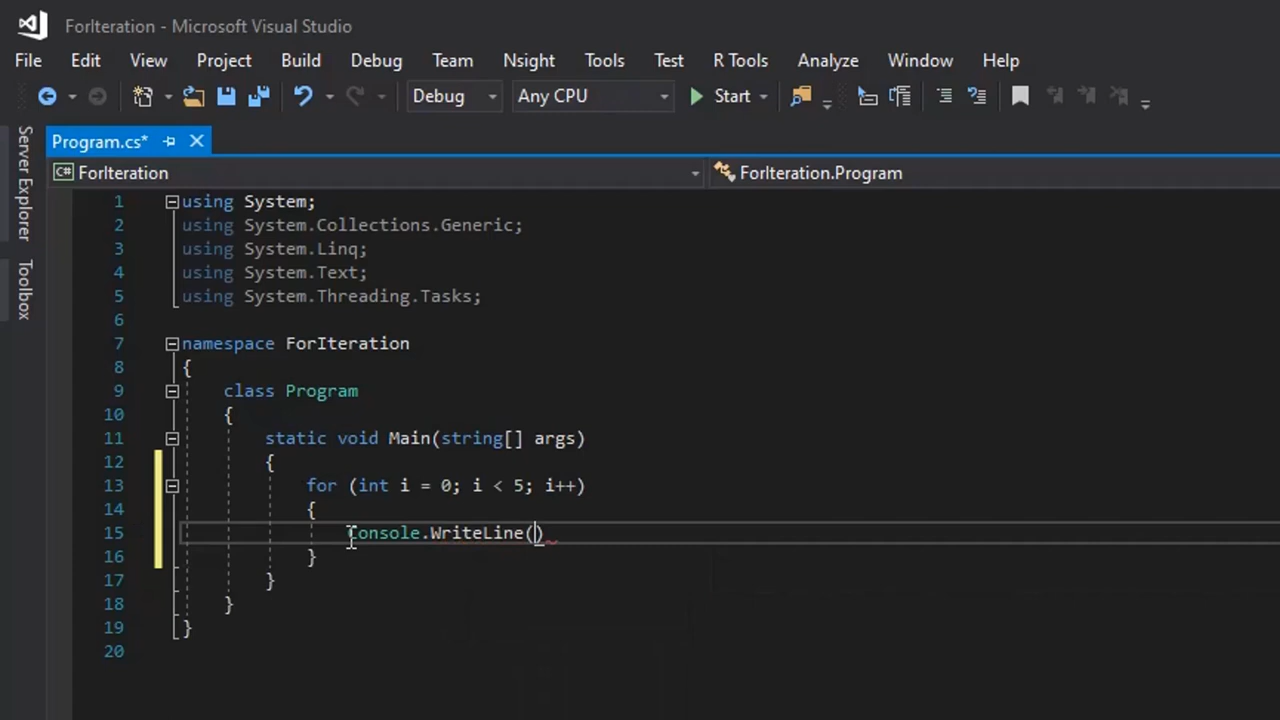 ForIteration - Microsoft Visual Studio
File Edit View Project Build Debug Team Nsight Tools Test R Tools Analyze Window Help
Debug Any CPU Start
Server Explorer
Toolbox
Program.cs*
C# ForIteration ForIteration.Program
1 using System;
2 using System.Collections.Generic;
3 using System.Linq;
4 using System.Text;
5 using System.Threading.Tasks;
6
7 namespace ForIteration
8 {
9 class Program
10 {
11 static void Main(string[] args)
12 {
13 for (int i = 0; i < 5; i++)
14 {
15 Console.WriteLine()
16 }
17 }
18 }
19 }
20